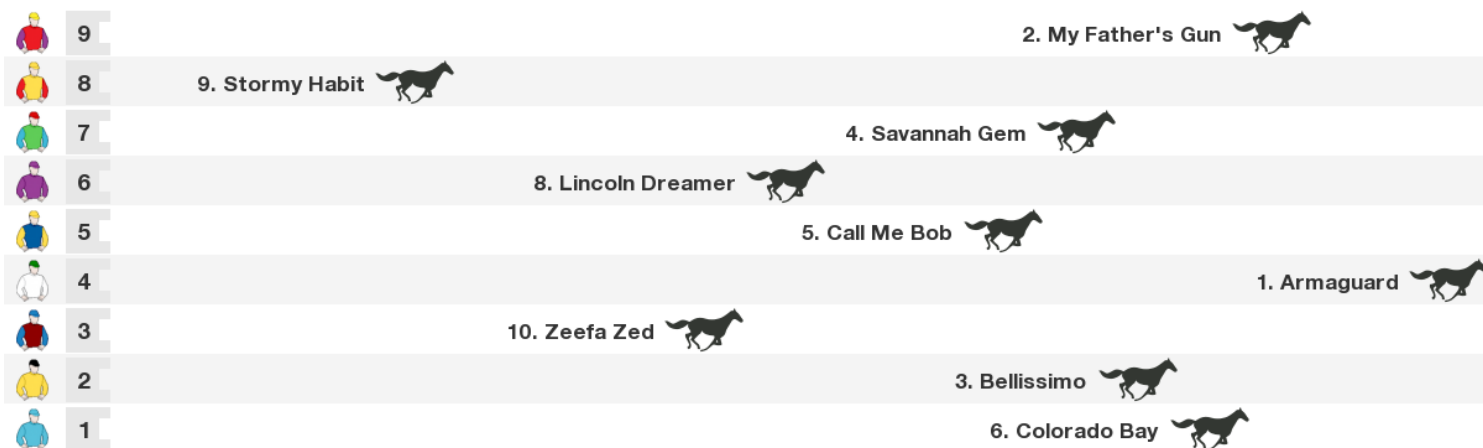 9 2. My Father's Gun
8 9. Stormy Habit
7 4. Savannah Gem
6 8. Lincoln Dreamer
5 5. Call Me Bob
4 1. Armaguard
3 10. Zeefa Zed
2 3. Bellissimo
1 6. Colorado Bay